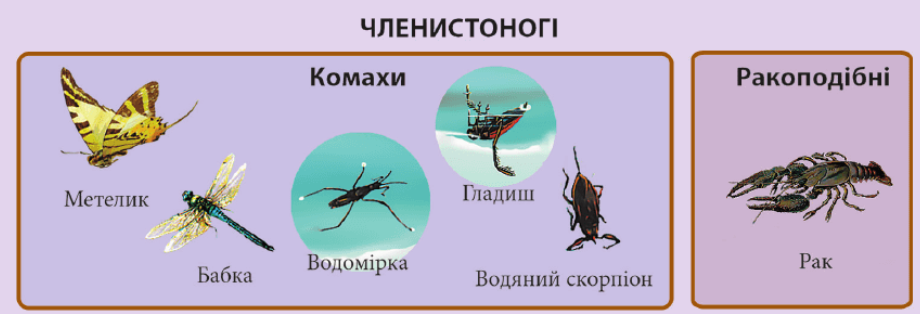 ЧЛЕНИСТОНОГІ
Комахи
Ракоподібні
Метелик
Бабка
Водомірка
Гладиш
Водяний скорпіон
Рак